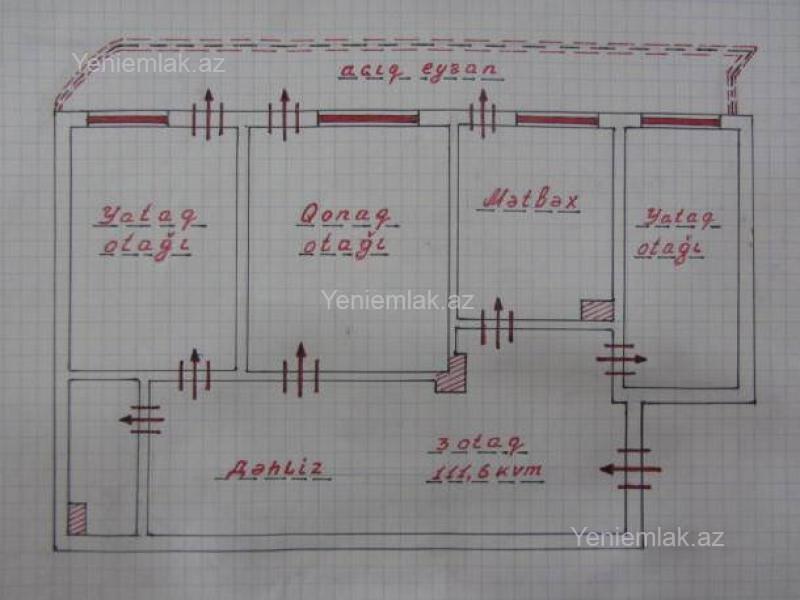 Yeniemlak.az
açıq eyvan
Yataq
otağı
Qonaq
otağı
Mətbəx
Yataq
otağı
Yeniemlak.az
Dəhliz
3 otaq
111,6 kvm
Yeniemlak.az